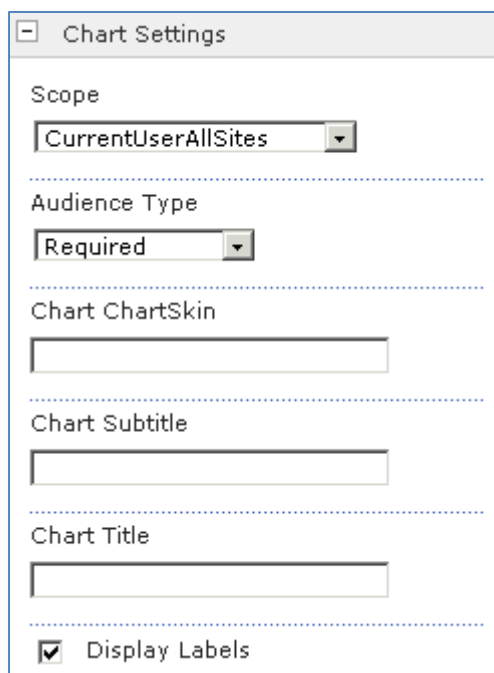 Chart Settings
Scope
CurrentUserAllSites
Audience Type
Required
Chart ChartSkin
Chart Subtitle
Chart Title
Display Labels